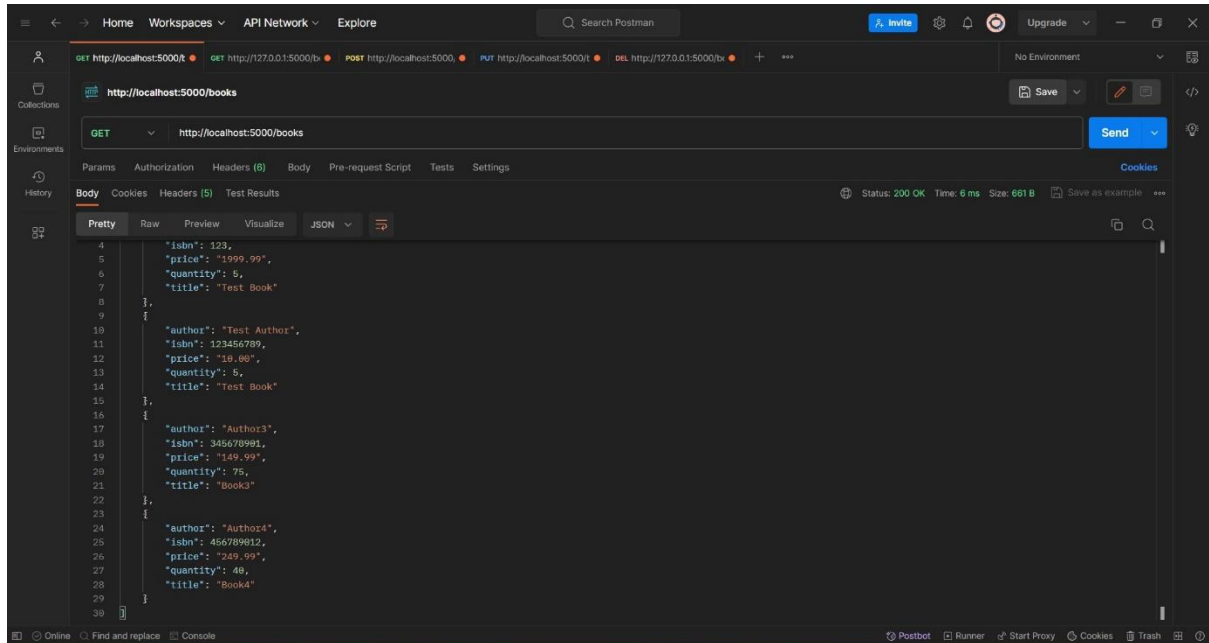 Home Workspaces API Network Explore Search Postman Invite Upgrade
GET http://localhost:5000/b GET http://127.0.0.1:5000/b POST http://localhost:5000/ PUT http://localhost:5000/b DEL http://127.0.0.1:5000/bo No Environment
Collections
HTTP http://localhost:5000/books Save
Environments
GET http://localhost:5000/books Send
Params Authorization Headers (6) Body Pre-request Script Tests Settings Cookies
History
Body Cookies Headers (5) Test Results Status: 200 OK Time: 6 ms Size: 661 B Save as example
Pretty Raw Preview Visualize JSON
4 "isbn": 123,
5 "price": "1999.99",
6 "quantity": 5,
7 "title": "Test Book"
8 },
9 {
10 "author": "Test Author",
11 "isbn": 123456789,
12 "price": "10.00",
13 "quantity": 5,
14 "title": "Test Book"
15 },
16 {
17 "author": "Author3",
18 "isbn": 345678901,
19 "price": "149.99",
20 "quantity": 75,
21 "title": "Book3"
22 },
23 {
24 "author": "Author4",
25 "isbn": 456789012,
26 "price": "249.99",
27 "quantity": 40,
28 "title": "Book4"
29 }
30 ]
Online Find and replace Console Postbot Runner Start Proxy Cookies Trash